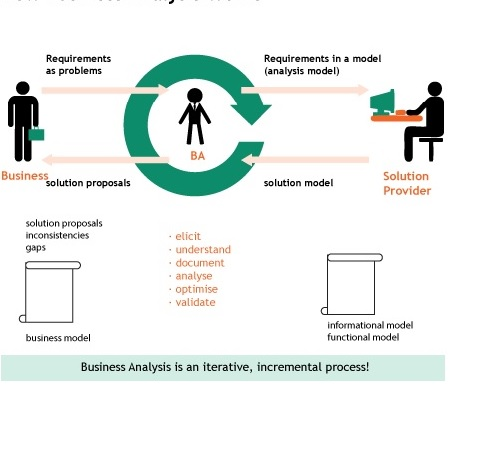 Requirements
as problems
Requirements in a model
(analysis model)
BA
Business
solution proposals
solution model
Solution
Provider
solution proposals
inconsistencies
gaps
· elicit
· understand
· document
· analyse
· optimise
· validate
business model
informational model
functional model
Business Analysis is an iterative, incremental process!